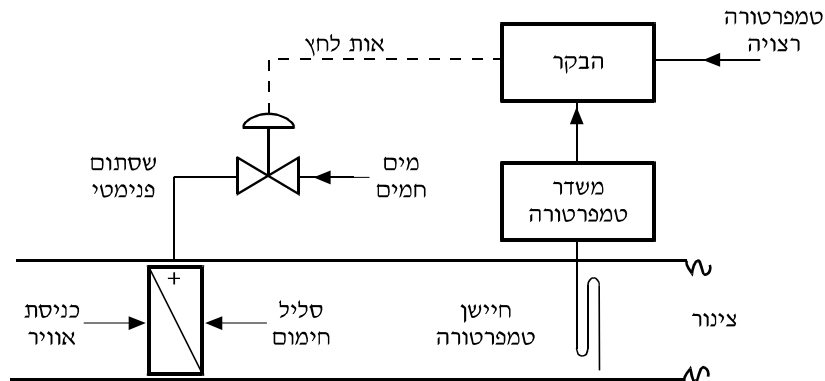 טמפרטורה
רצויה
הבקר
אות לחץ
מים
חמים
שסתום
פנימטי
משדר
טמפרטורה
+
צינור
חיישן
טמפרטורה
סליל
חימום
כניסת
אוויר